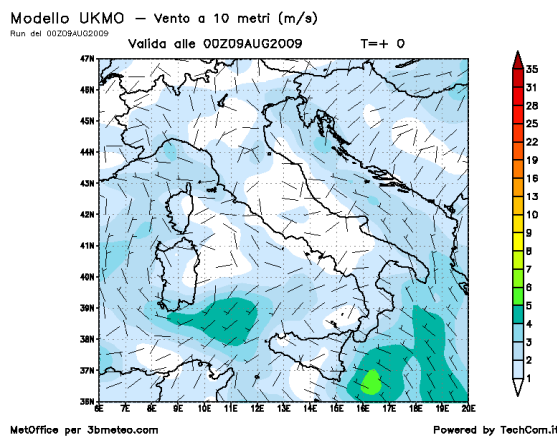 Modello UKMO – Vento a 10 metri (m/s)
Run del 00Z09AUG2009
Valida alle 00Z09AUG2009 T=+ 0
47N
46N
45N
44N
43N
42N
41N
40N
39N
38N
37N
36N
6E 7E 8E 9E 10E 11E 12E 13E 14E 15E 16E 17E 18E 19E 20E
35
31
28
25
22
19
16
13
10
9
8
7
6
5
4
3
2
1
MetOffice per 3bmeteo.com Powered by TechCom.it